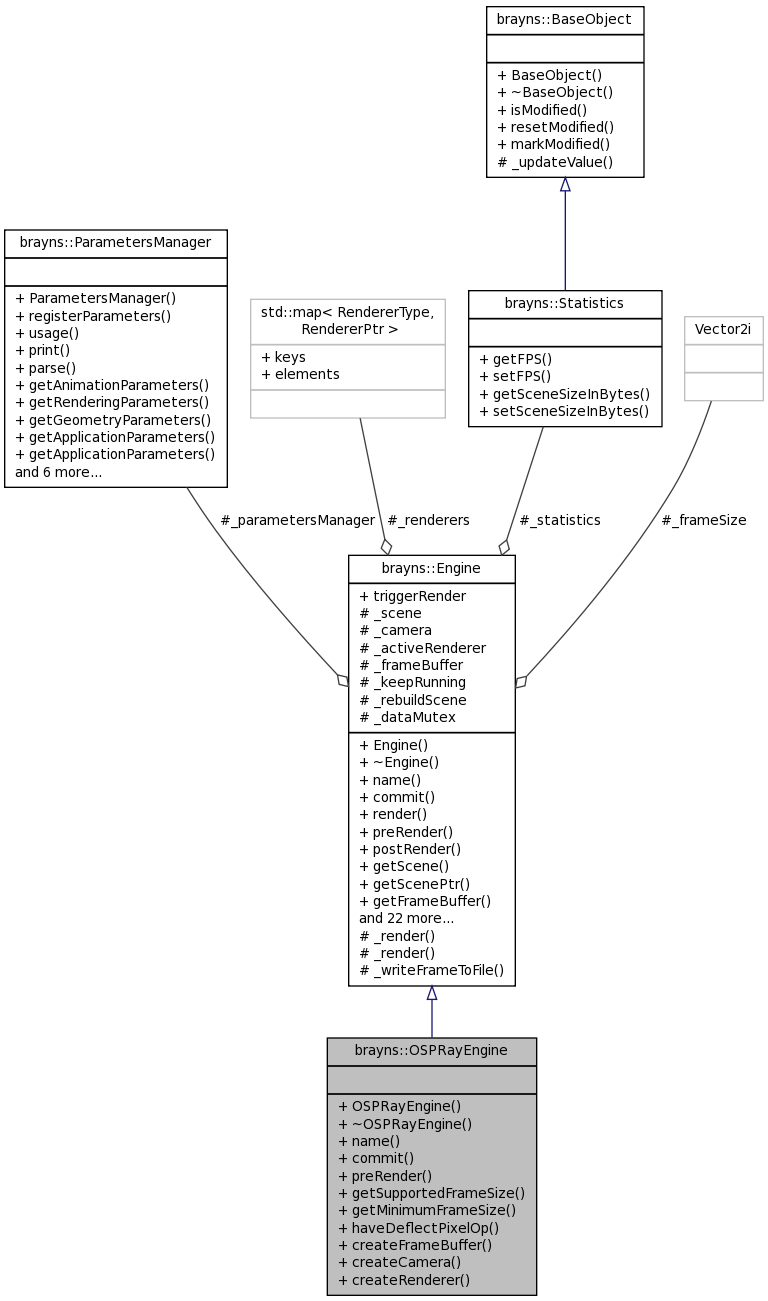 brayns::BaseObject
+ BaseObject()
+ ~BaseObject()
+ isModified()
+ resetModified()
+ markModified()
# _updateValue()
brayns::ParametersManager
+ ParametersManager()
+ registerParameters()
+ usage()
+ print()
+ parse()
+ getAnimationParameters()
+ getRenderingParameters()
+ getGeometryParameters()
+ getApplicationParameters()
+ getApplicationParameters()
and 6 more...
std::map< RendererType,
RendererPtr >
+ keys
+ elements
brayns::Statistics
+ getFPS()
+ setFPS()
+ getSceneSizeInBytes()
+ setSceneSizeInBytes()
Vector2i
#_parametersManager
#_renderers
#_statistics
#_frameSize
brayns::Engine
+ triggerRender
# _scene
# _camera
# _activeRenderer
# _frameBuffer
# _keepRunning
# _rebuildScene
# _dataMutex
+ Engine()
+ ~Engine()
+ name()
+ commit()
+ render()
+ preRender()
+ postRender()
+ getScene()
+ getScenePtr()
+ getFrameBuffer()
and 22 more...
# _render()
# _render()
# _writeFrameToFile()
brayns::OSPRayEngine
+ OSPRayEngine()
+ ~OSPRayEngine()
+ name()
+ commit()
+ preRender()
+ getSupportedFrameSize()
+ getMinimumFrameSize()
+ haveDeflectPixelOp()
+ createFrameBuffer()
+ createCamera()
+ createRenderer()